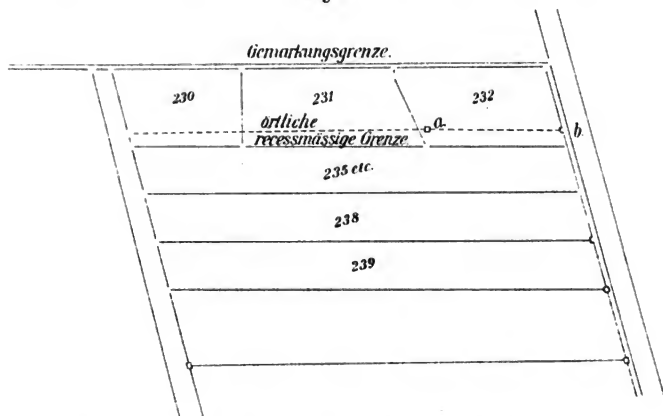 Gemarkungsgrenze.
230 231 232
örtliche a.
recessmässige Grenze b.
235 etc.
238
239